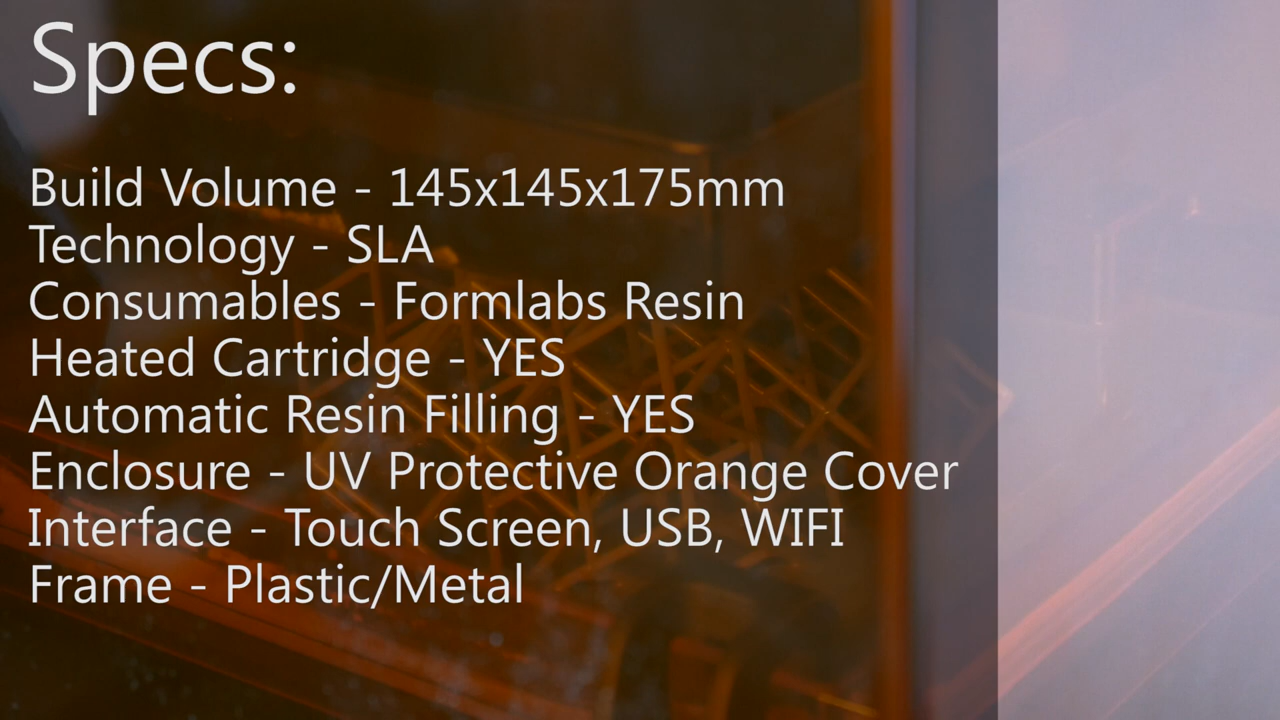 Specs:
Build Volume - 145x145x175mm
Technology - SLA
Consumables - Formlabs Resin
Heated Cartridge - YES
Automatic Resin Filling - YES
Enclosure - UV Protective Orange Cover
Interface - Touch Screen, USB, WIFI
Frame - Plastic/Metal